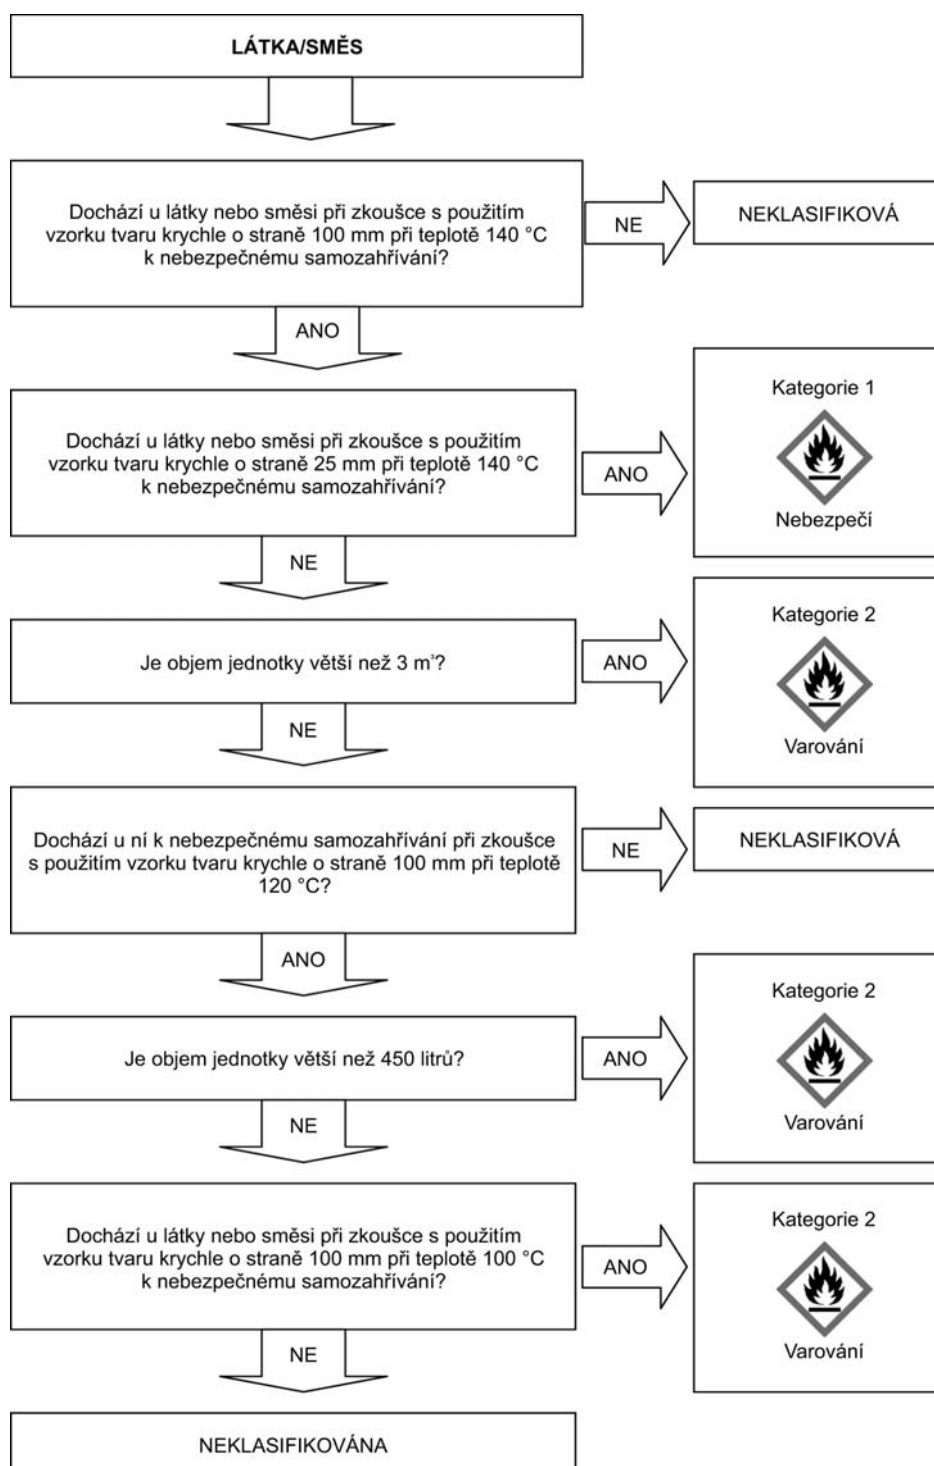 LÁTKA/SMĚS
Dochází u látky nebo směsi při zkoušce s použitím
vzorku tvaru krychle o straně 100 mm při teplotě 140 °C
k nebezpečnému samozahřívání?
NE
NEKLASIFIKOVÁ
ANO
Dochází u látky nebo směsi při zkoušce s použitím
vzorku tvaru krychle o straně 25 mm při teplotě 140 °C
k nebezpečnému samozahřívání?
ANO
Kategorie 1
Nebezpečí
NE
Je objem jednotky větší než 3 m³?
ANO
Kategorie 2
Varování
NE
Dochází u ní k nebezpečnému samozahřívání při zkoušce
s použitím vzorku tvaru krychle o straně 100 mm při teplotě
120 °C?
NE
NEKLASIFIKOVÁ
ANO
Je objem jednotky větší než 450 litrů?
ANO
Kategorie 2
Varování
NE
Dochází u látky nebo směsi při zkoušce s použitím
vzorku tvaru krychle o straně 100 mm při teplotě 100 °C
k nebezpečnému samozahřívání?
ANO
Kategorie 2
Varování
NE
NEKLASIFIKOVÁNA